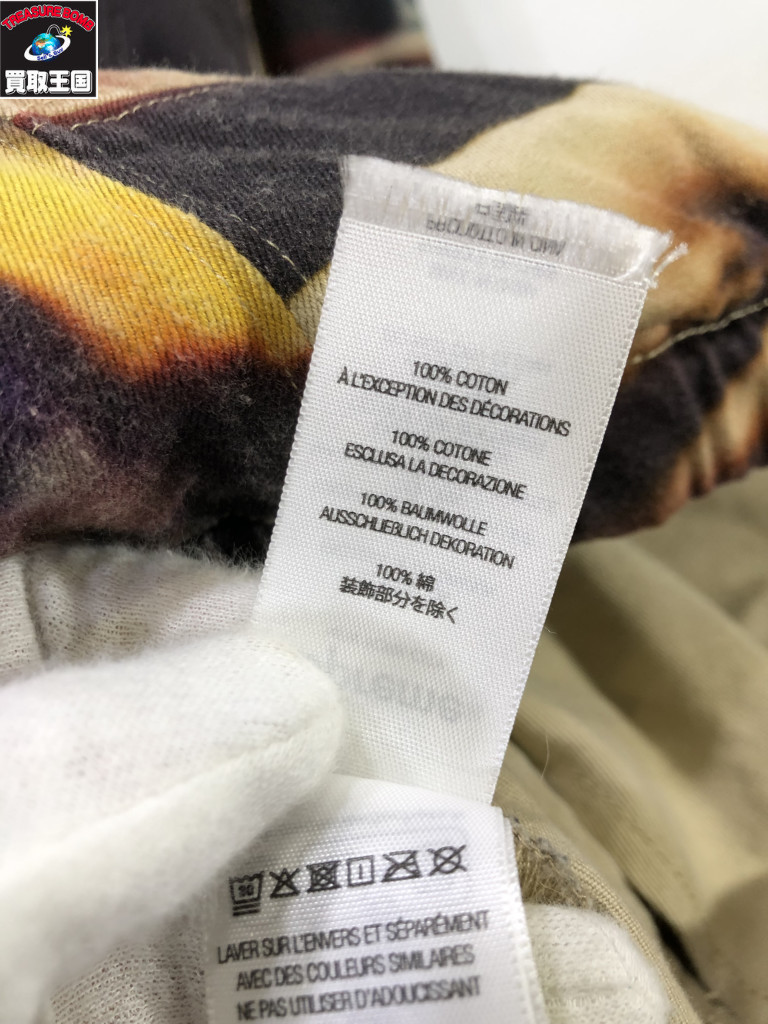 TREASURE BOMB
買取王国
100% COTON
À L'EXCEPTION DES DÉCORATIONS
100% COTONE
ESCLUSA LA DECORAZIONE
100% BAUMWOLLE
AUSSCHLIEßLICH DEKORATION
100% 綿
装飾部分を除く
30
LAVER SUR L'ENVERS ET SÉPARÉMENT
AVEC DES COULEURS SIMILAIRES
NE PAS UTILISER D'ADOUCISSANT